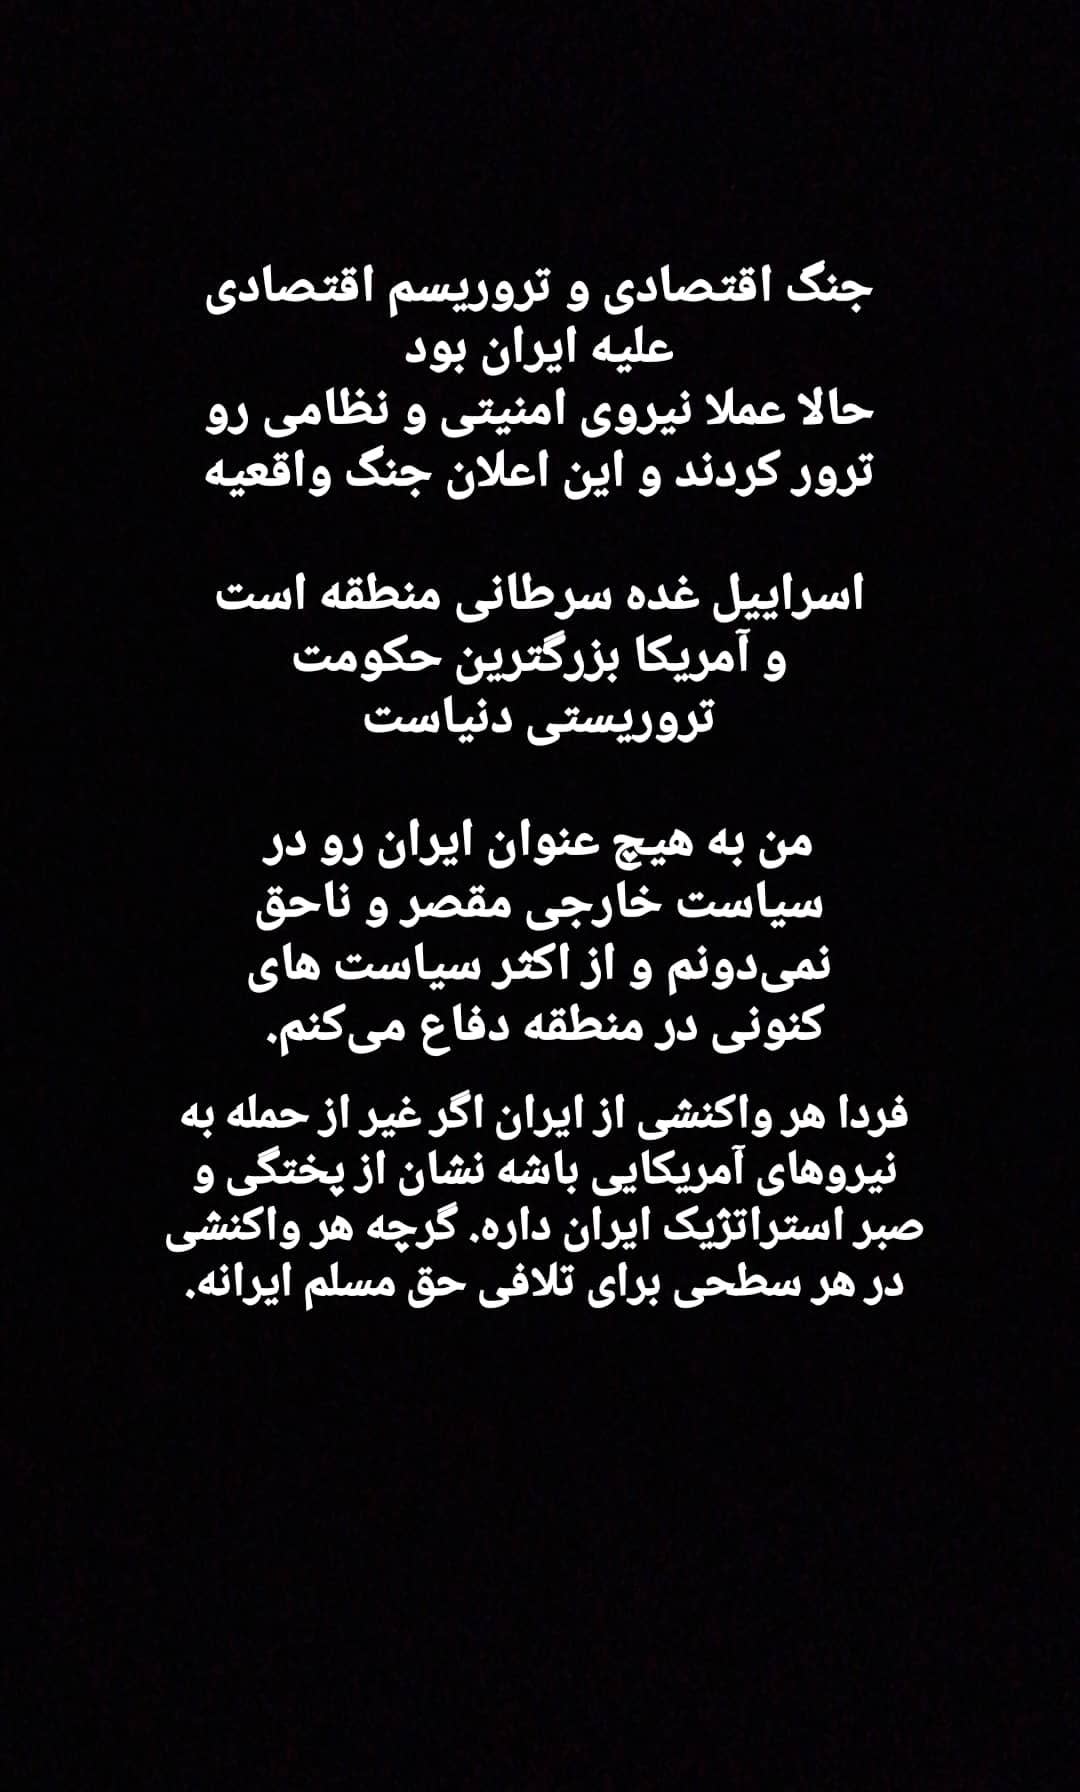 جنگ اقتصادی و تروریسم اقتصادی
علیه ایران بود
حالا عملا نیروی امنیتی و نظامی رو
ترور کردند و این اعلان جنگ واقعیه
اسراییل غده سرطانی منطقه است
و آمریکا بزرگترین حکومت
تروریستی دنیاست
من به هیچ عنوان ایران رو در
سیاست خارجی مقصر و ناحق
نمی‌دونم و از اکثر سیاست های
کنونی در منطقه دفاع می‌کنم.
فردا هر واکنشی از ایران اگر غیر از حمله به
نیروهای آمریکایی باشه نشان از پختگی و
صبر استراتژیک ایران داره. گرچه هر واکنشی
در هر سطحی برای تلافی حق مسلم ایرانه.